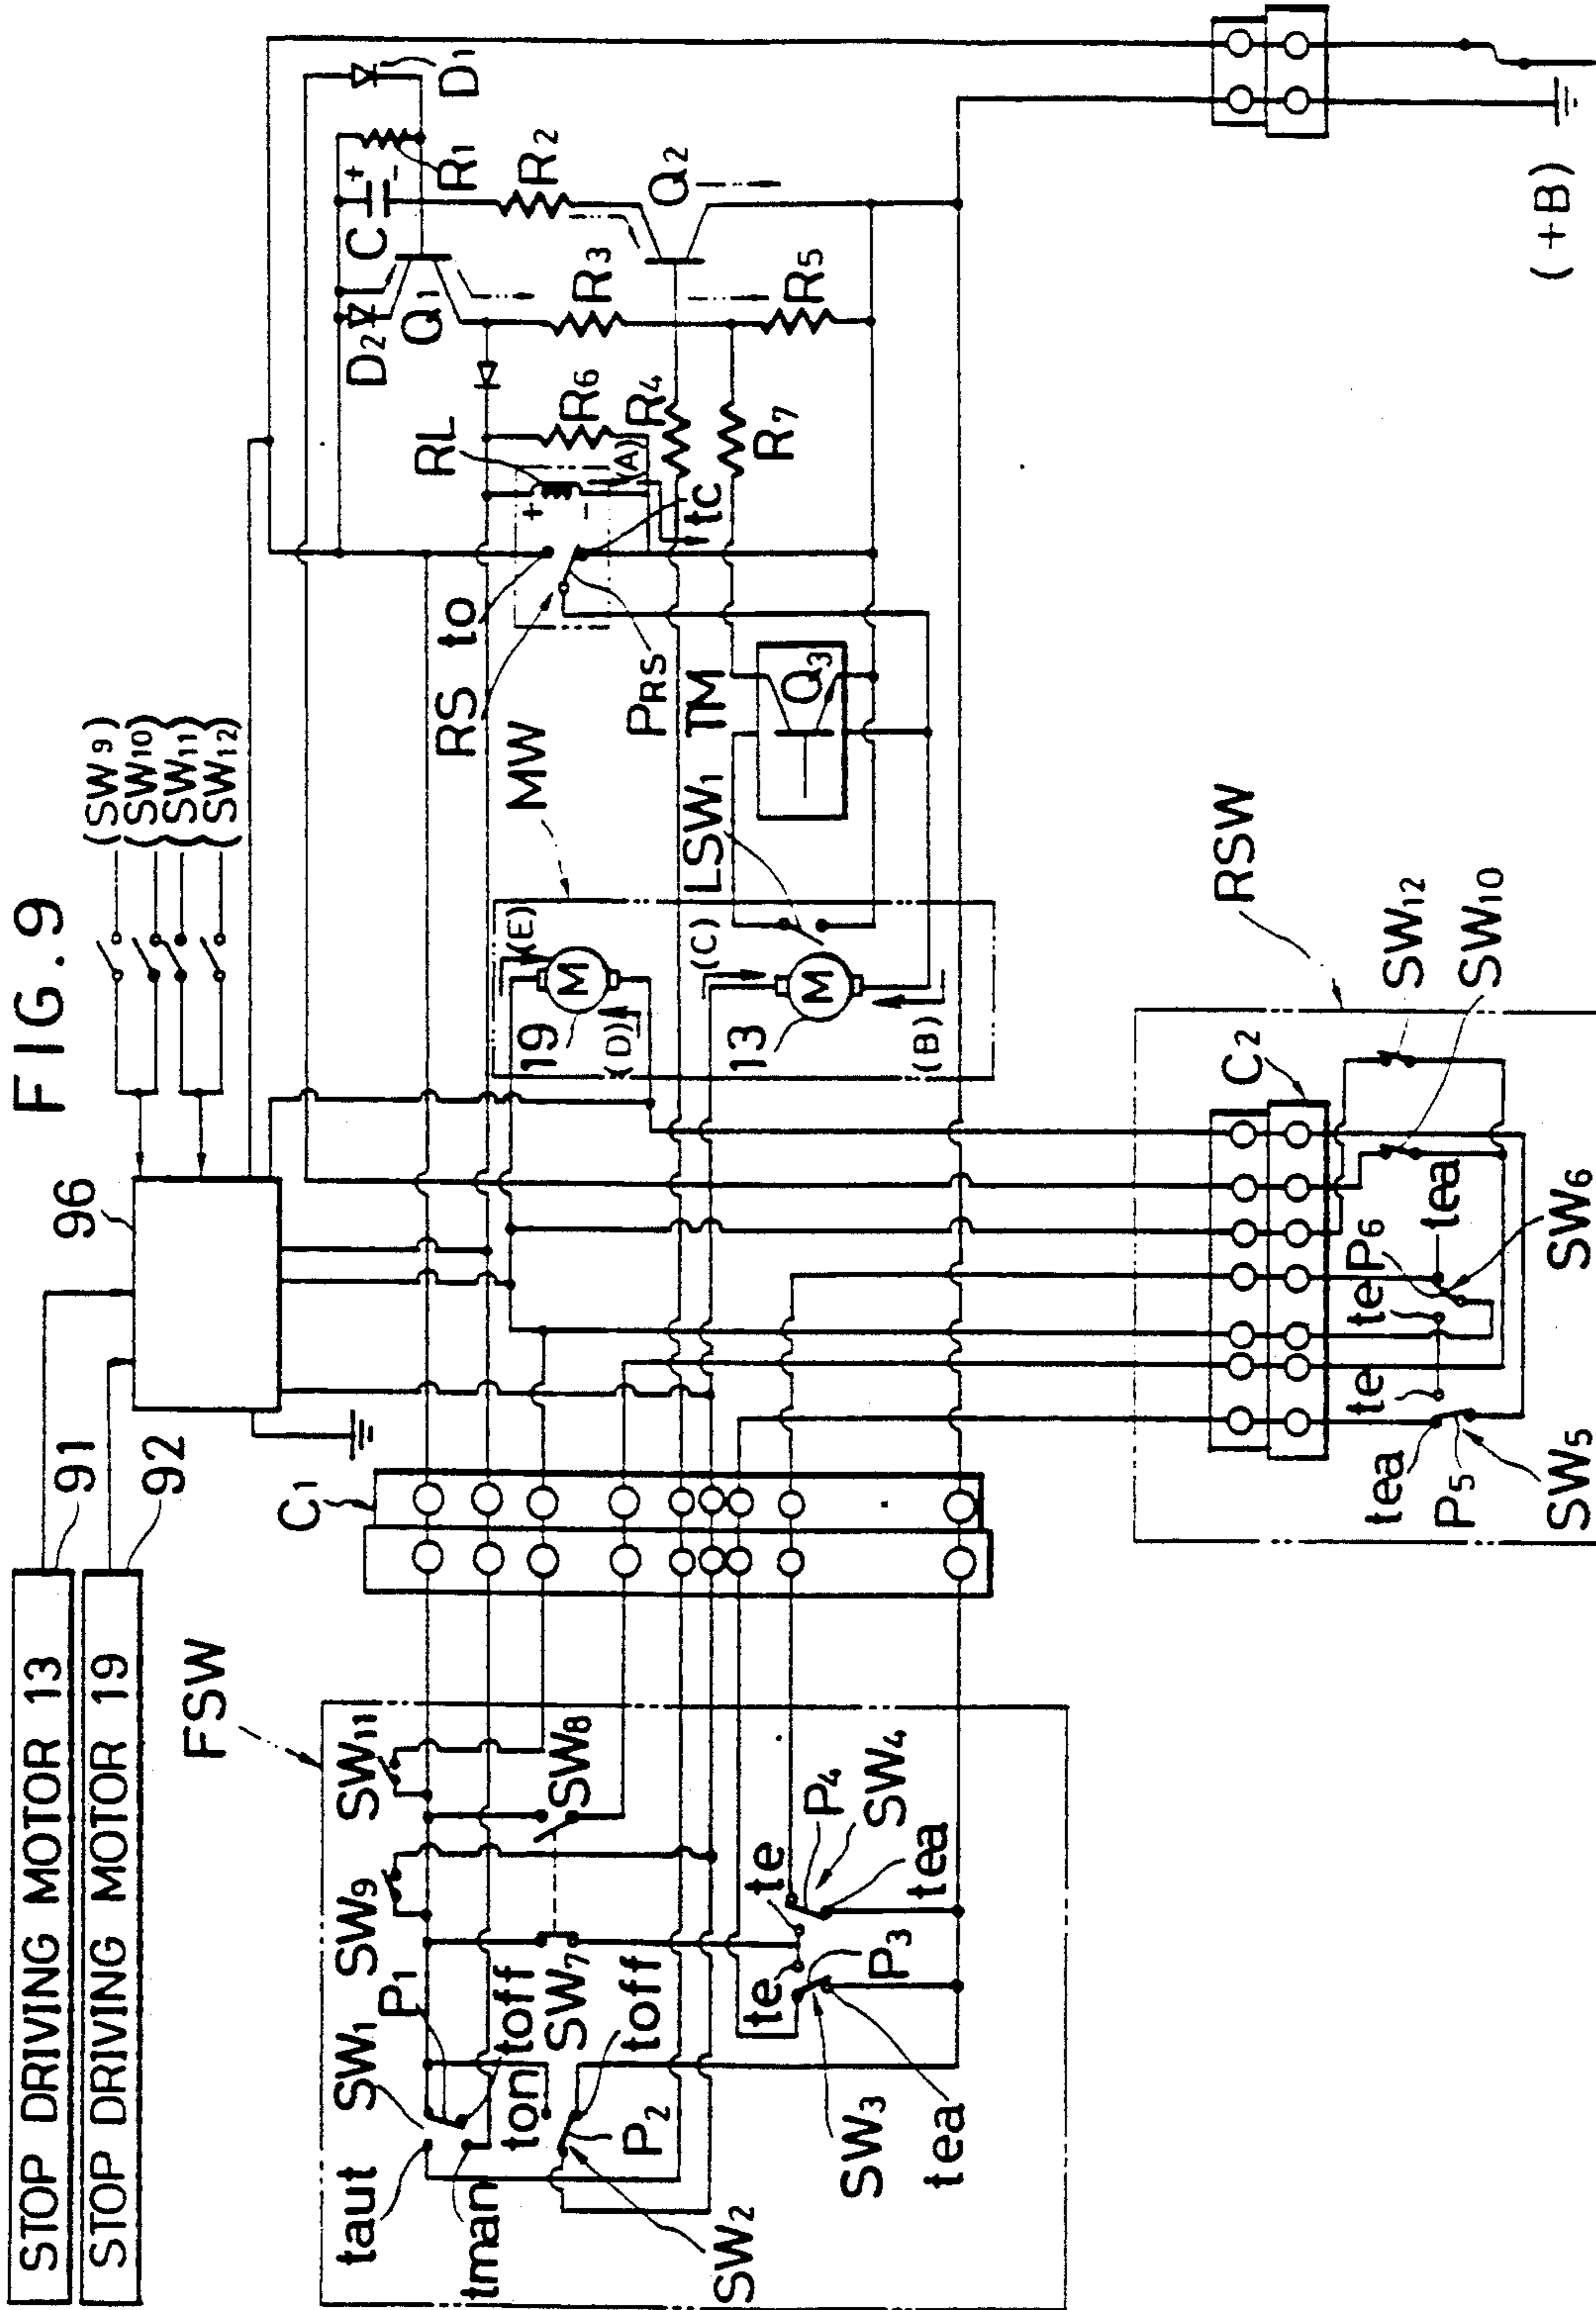 FIG. 9
STOP DRIVING MOTOR 13
91
STOP DRIVING MOTOR 19
92
96
(SW9)
(SW10)
(SW11)
(SW12)
FSW
C1
SW11
SW8
SW9
P1
SW1
taut
tman
toff
ton
SW7
toff
P2
SW2
te
P4
SW4
tea
te
P3
SW3
tea
MW
(E)
M
19
(D)
(C)
M
13
(B)
LSW1
TM
Q3
RS
to
PRS
tc
RL
+
-
(A)
R6
R4
R7
R3
R5
D2
Q1
C
+
-
R1
D1
R2
Q2
(+B)
RSW
C2
SW12
SW10
tea
SW6
P6
te
te
tea
P5
SW5